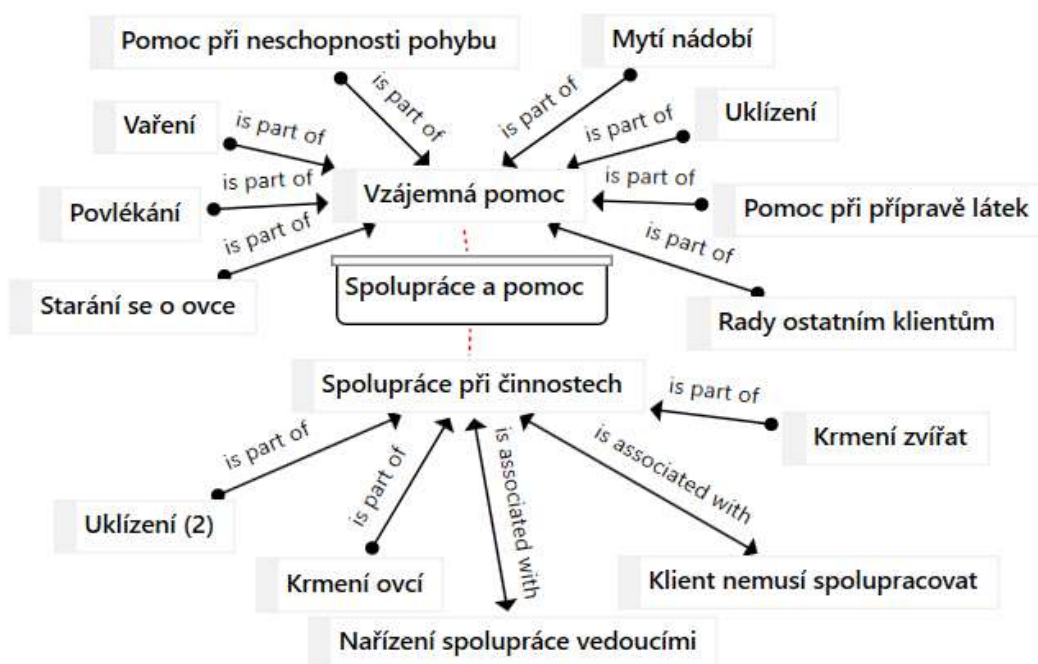 Pomoc při neschopnosti pohybu
Mytí nádobí
is part of
is part of
Vaření
is part of
is part of
Uklízení
Povlékání
is part of
Vzájemná pomoc
is part of
Pomoc při přípravě látek
is part of
is part of
Starání se o ovce
Spolupráce a pomoc
Rady ostatním klientům
Spolupráce při činnostech
is part of
Krmení zvířat
is part of
is part of
is associated with
is associated with
Uklízení (2)
Krmení ovcí
Klient nemusí spolupracovat
Nařízení spolupráce vedoucími